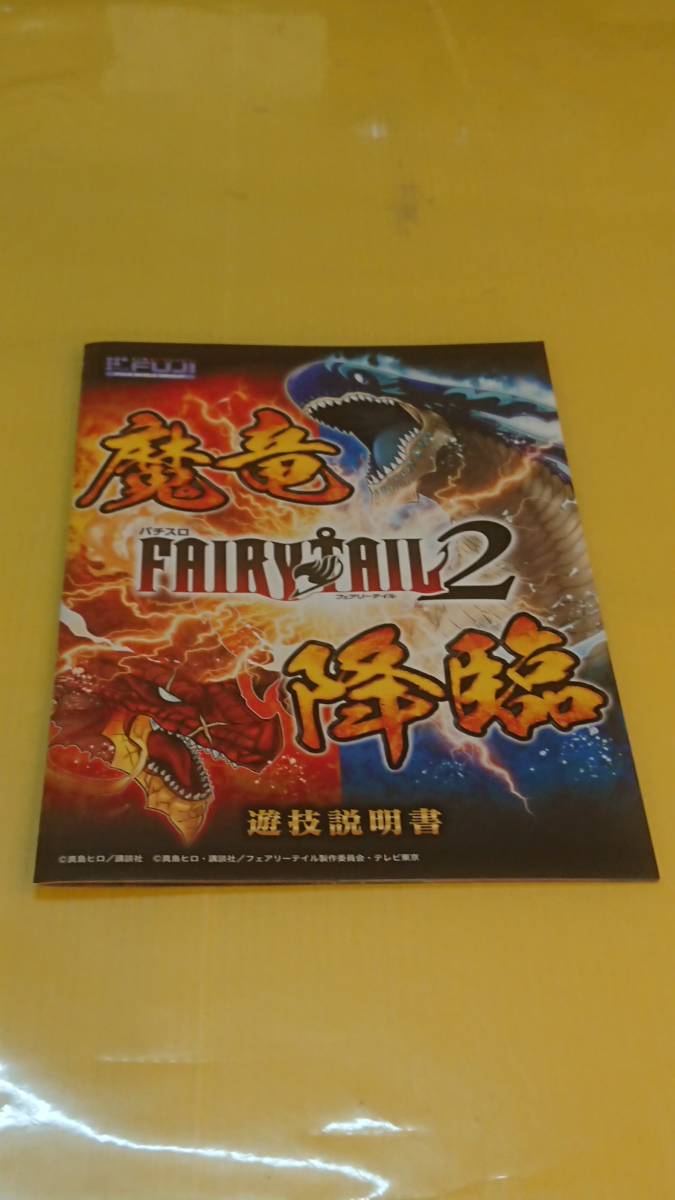 FUJI
魔竜
パチスロ
FAIRY TAIL 2
フェアリーテイル
降臨
遊技説明書
©真島ヒロ/講談社 ©真島ヒロ・講談社/フェアリーテイル製作委員会・テレビ東京